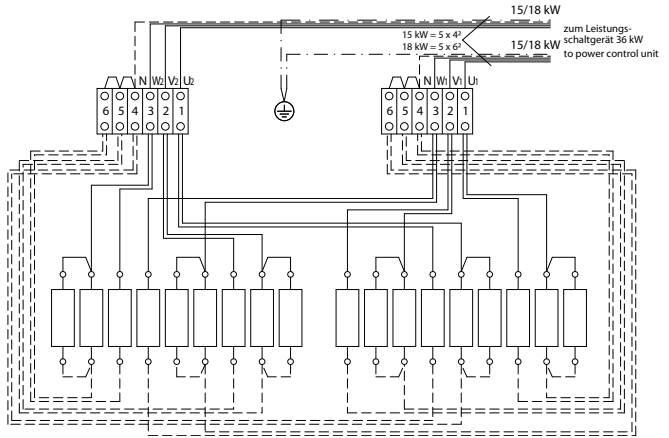 15/18 kW
15 kW = 5 x 4²
18 kW = 5 x 6²
15/18 kW
zum Leistungs-
schaltgerät 36 kW
to power control unit
N W2 V2 U2
6 5 4 3 2 1
N W1 V1 U1
6 5 4 3 2 1